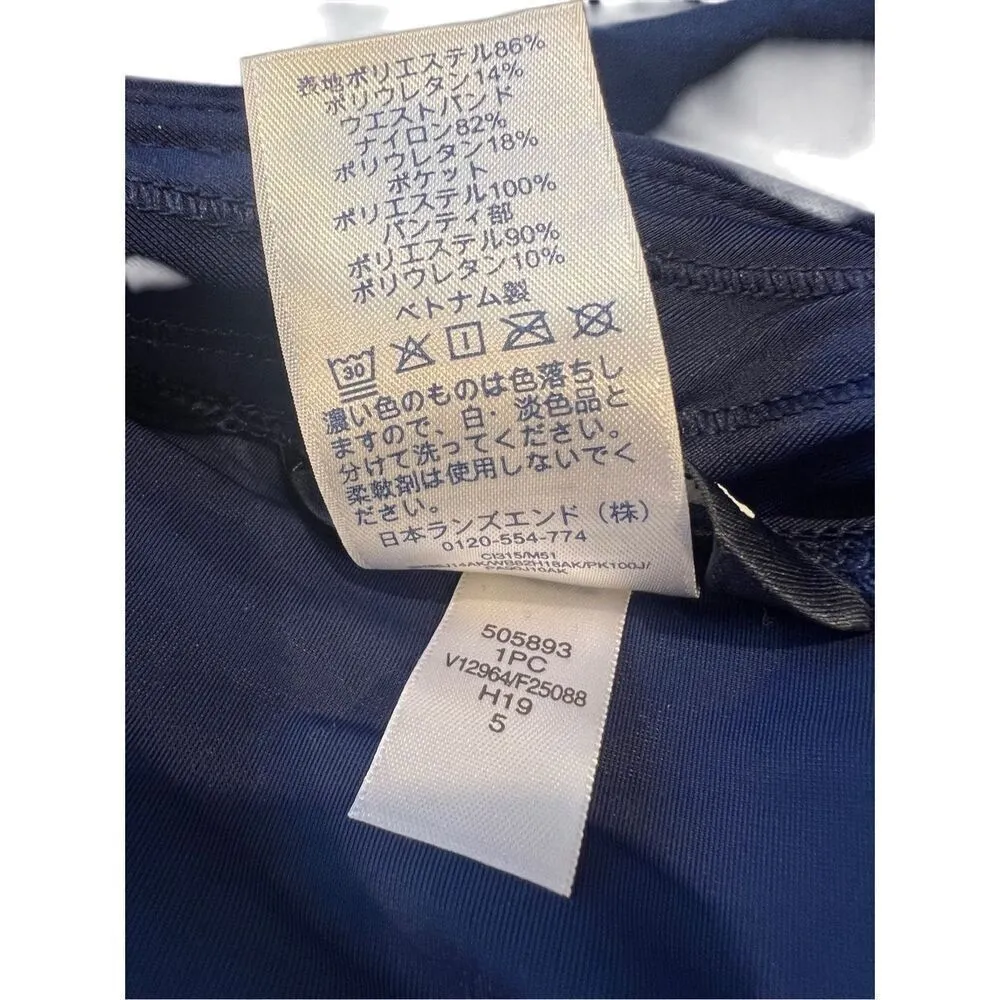 表地ポリエステル86%
ポリウレタン14%
ウエストバンド
ナイロン82%
ポリウレタン18%
ポケット
ポリエステル100%
パンティ部
ポリエステル90%
ポリウレタン10%
ベトナム製
30
濃い色のものは色落ちし
ますので、白・淡色品と
分けて洗ってください。
柔軟剤は使用しないでく
ださい。
日本ランズエンド（株）
0120-554-774
CI315/M51
505893
1PC
V12964/F25088
H19
5